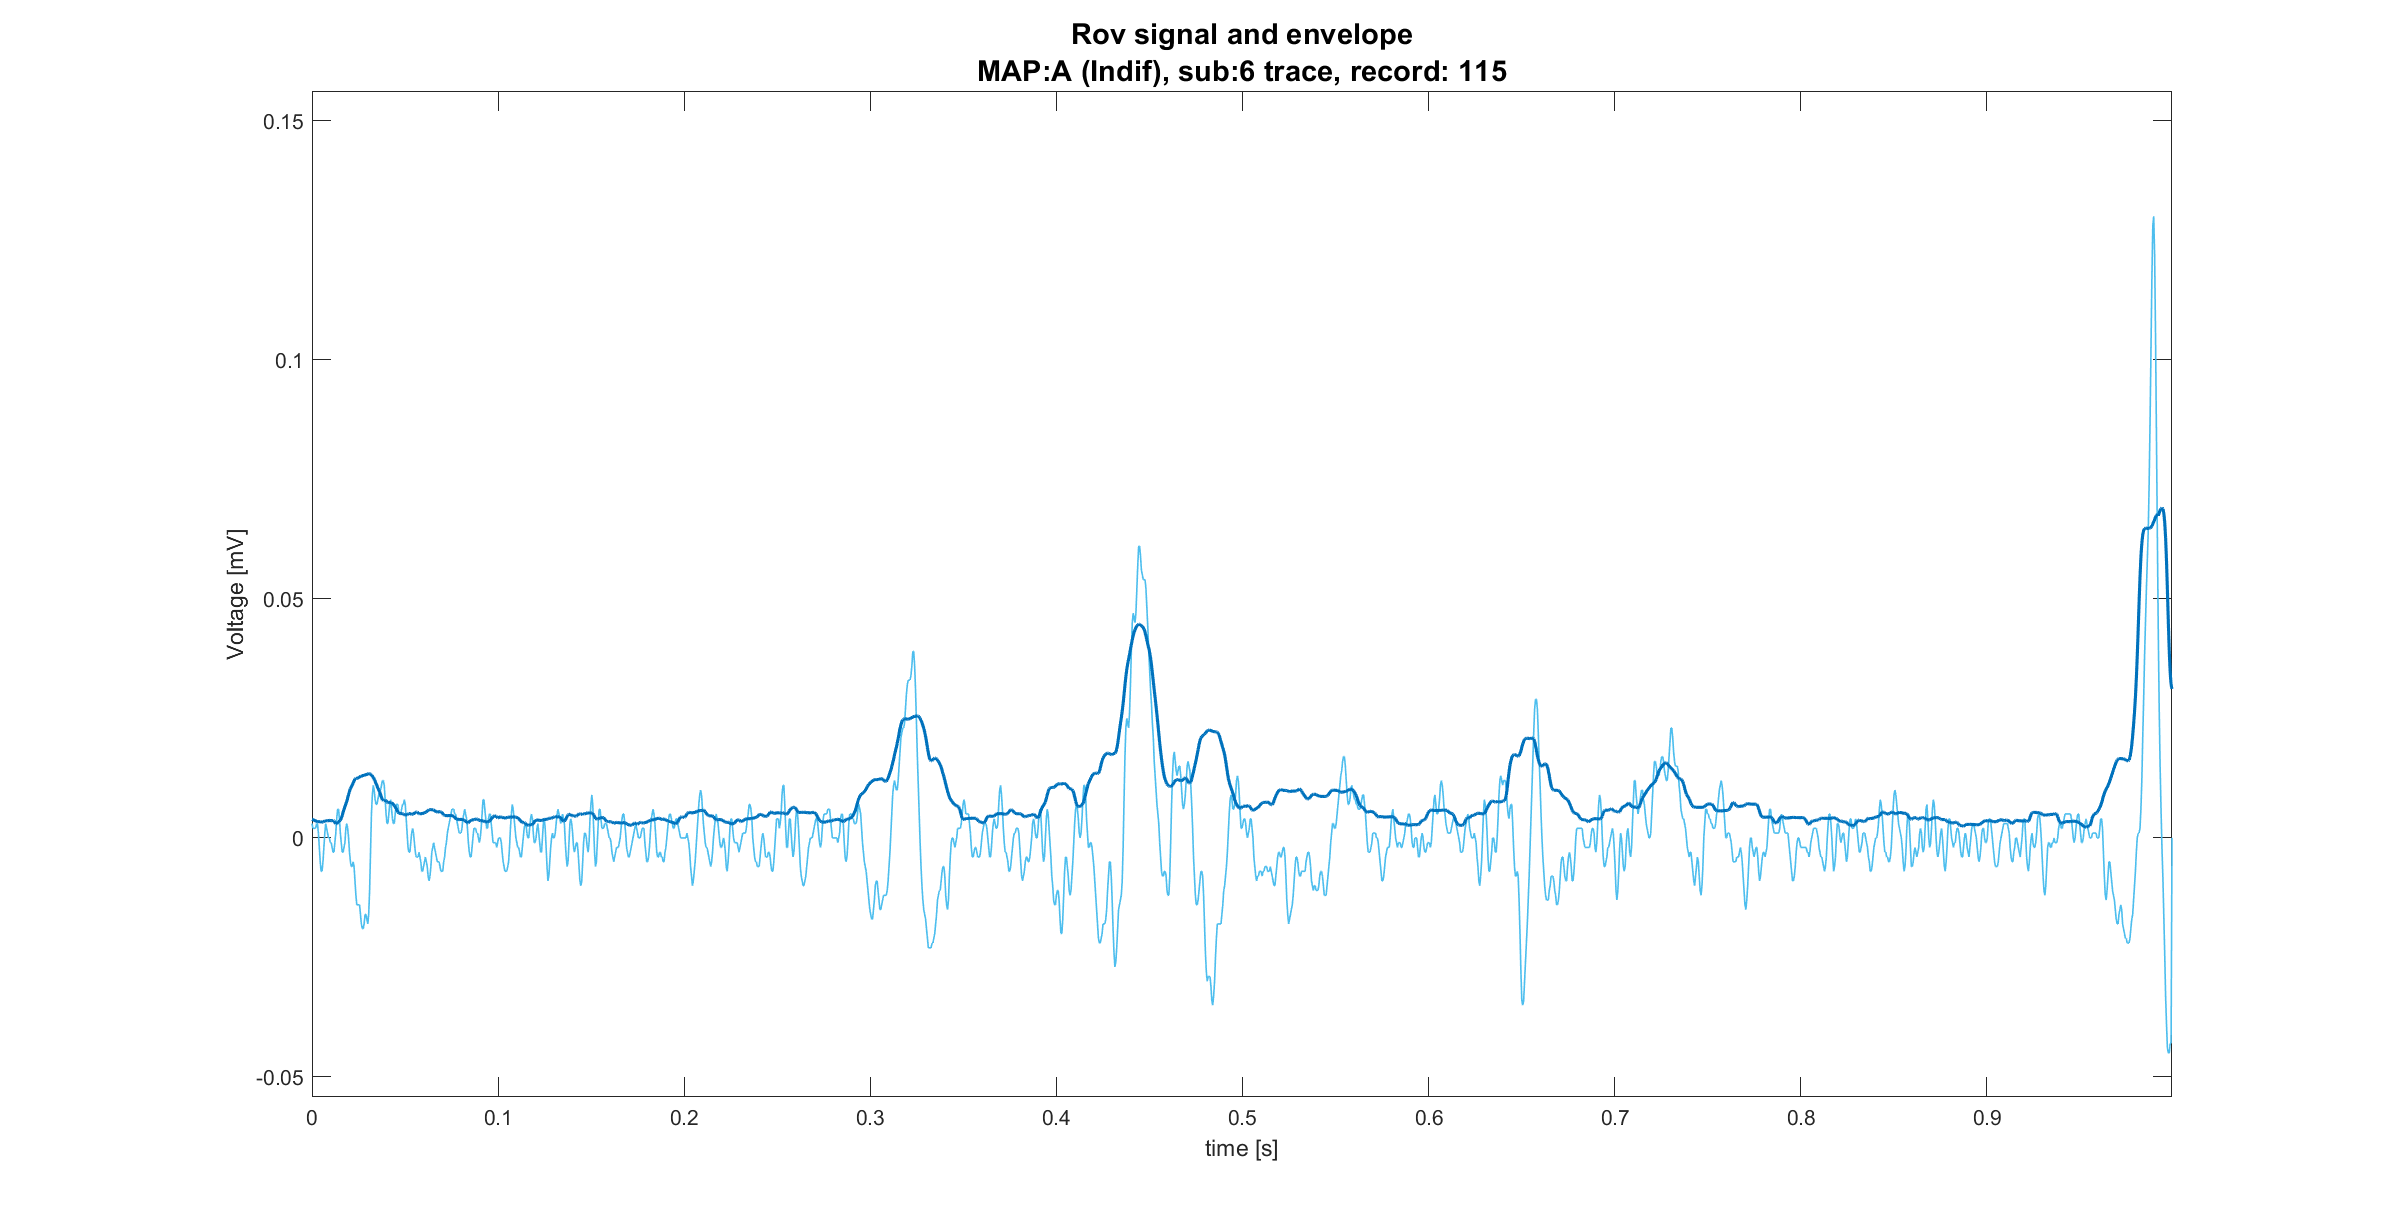 Rov signal and envelope
MAP:A (Indif), sub:6 trace, record: 115
0.15
0.1
0.05
0
-0.05
Voltage [mV]
0 0.1 0.2 0.3 0.4 0.5 0.6 0.7 0.8 0.9
time [s]